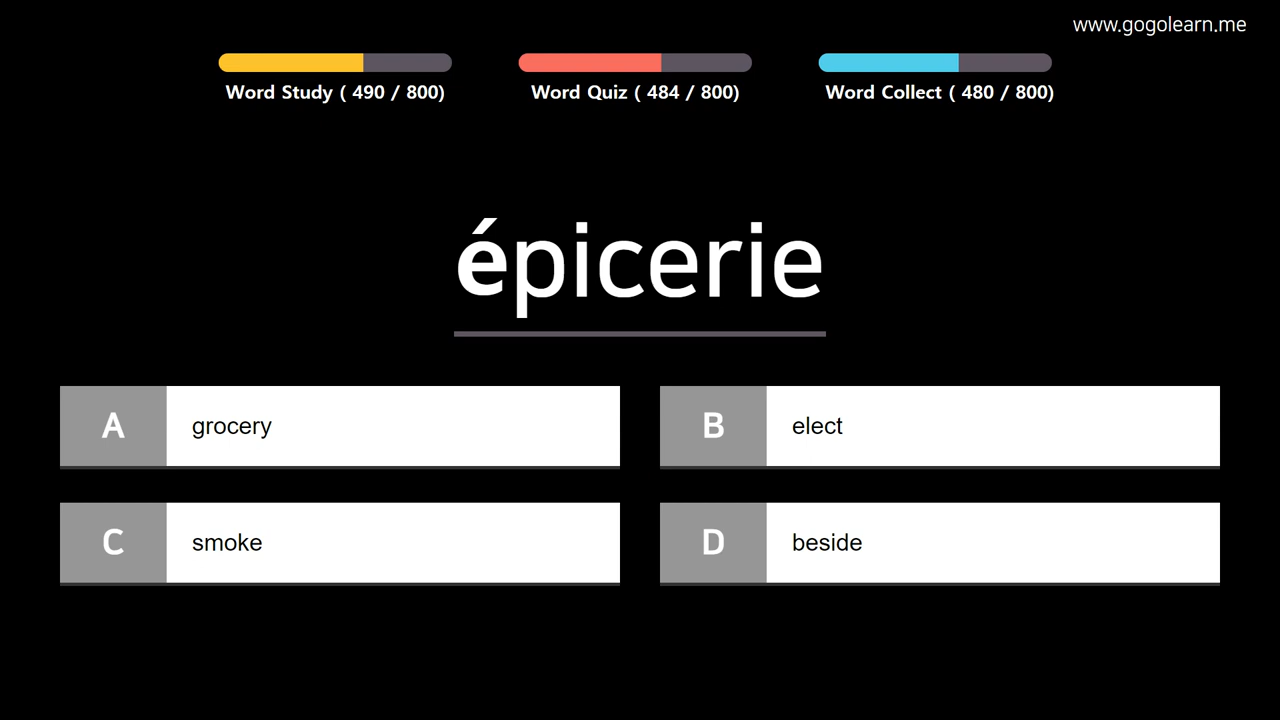 www.gogolearn.me
Word Study ( 490 / 800)
Word Quiz ( 484 / 800)
Word Collect ( 480 / 800)
épicerie
A grocery
B elect
C smoke
D beside